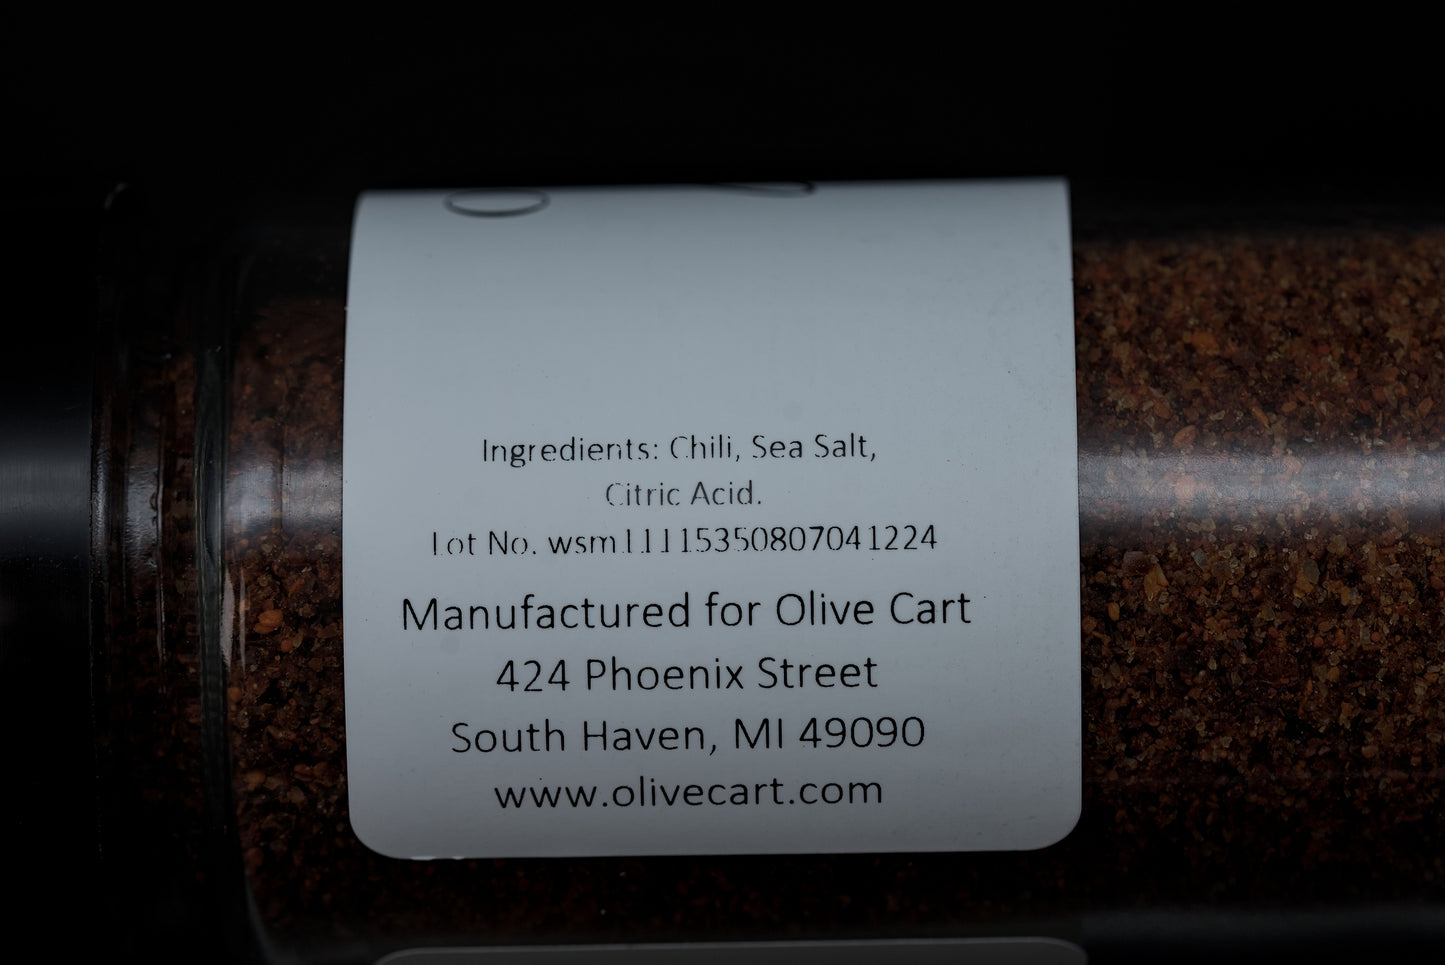 Ingredients: Chili, Sea Salt,
Citric Acid.
Lot No. wsm11115350807041224
Manufactured for Olive Cart
424 Phoenix Street
South Haven, MI 49090
www.olivecart.com